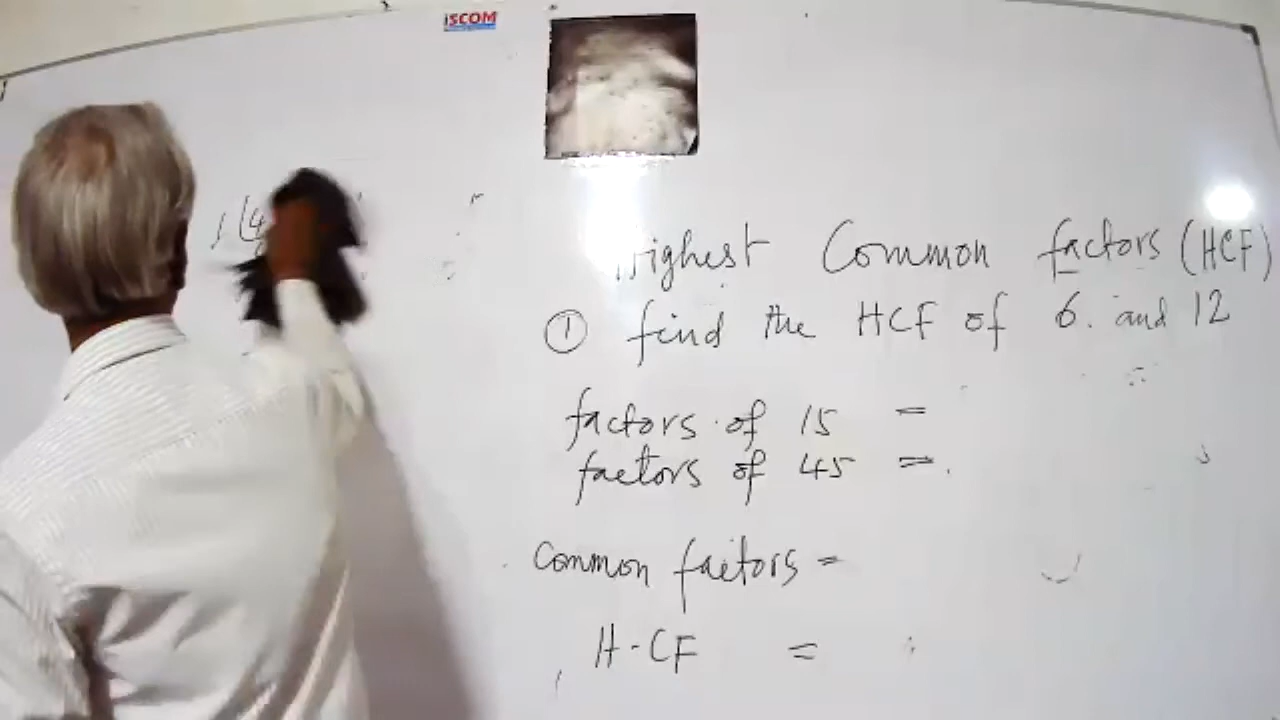 iSCOM
Highest Common factors (HCF)
① find the HCF of 6. and 12
factors of 15 =
factors of 45 =
Common factors =
H-CF =